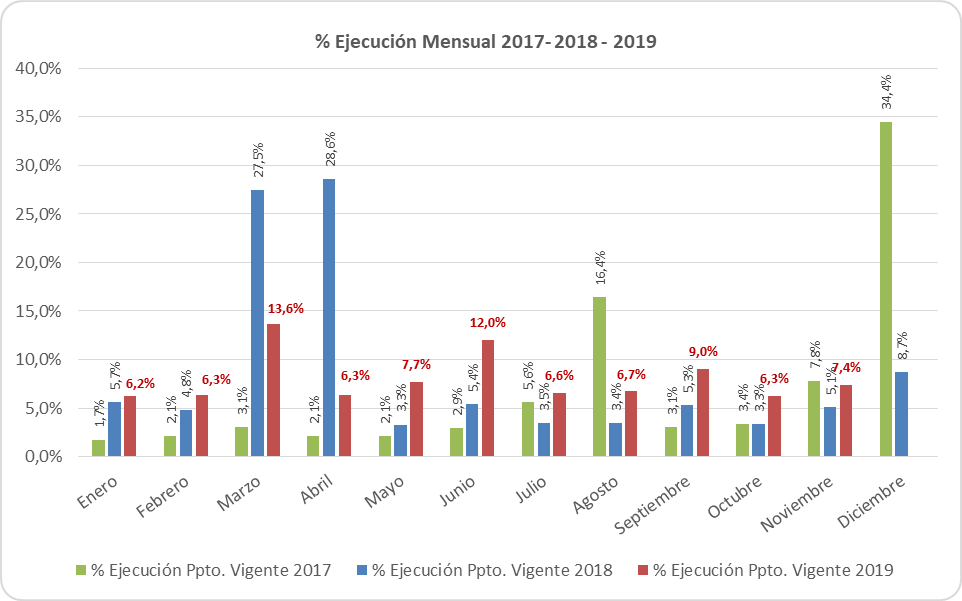 % Ejecución Mensual 2017- 2018 - 2019
40,0%
35,0%
30,0%
25,0%
20,0%
15,0%
10,0%
5,0%
0,0%
1,7%
5,7%
6,2%
2,1%
4,8%
6,3%
3,1%
27,5%
13,6%
2,1%
28,6%
6,3%
2,1%
3,3%
7,7%
2,9%
5,4%
12,0%
5,6%
3,5%
6,6%
16,4%
3,4%
6,7%
3,1%
5,3%
9,0%
3,4%
3,3%
6,3%
7,8%
5,1%
7,4%
34,4%
8,7%
Enero
Febrero
Marzo
Abril
Mayo
Junio
Julio
Agosto
Septiembre
Octubre
Noviembre
Diciembre
% Ejecución Ppto. Vigente 2017
% Ejecución Ppto. Vigente 2018
% Ejecución Ppto. Vigente 2019